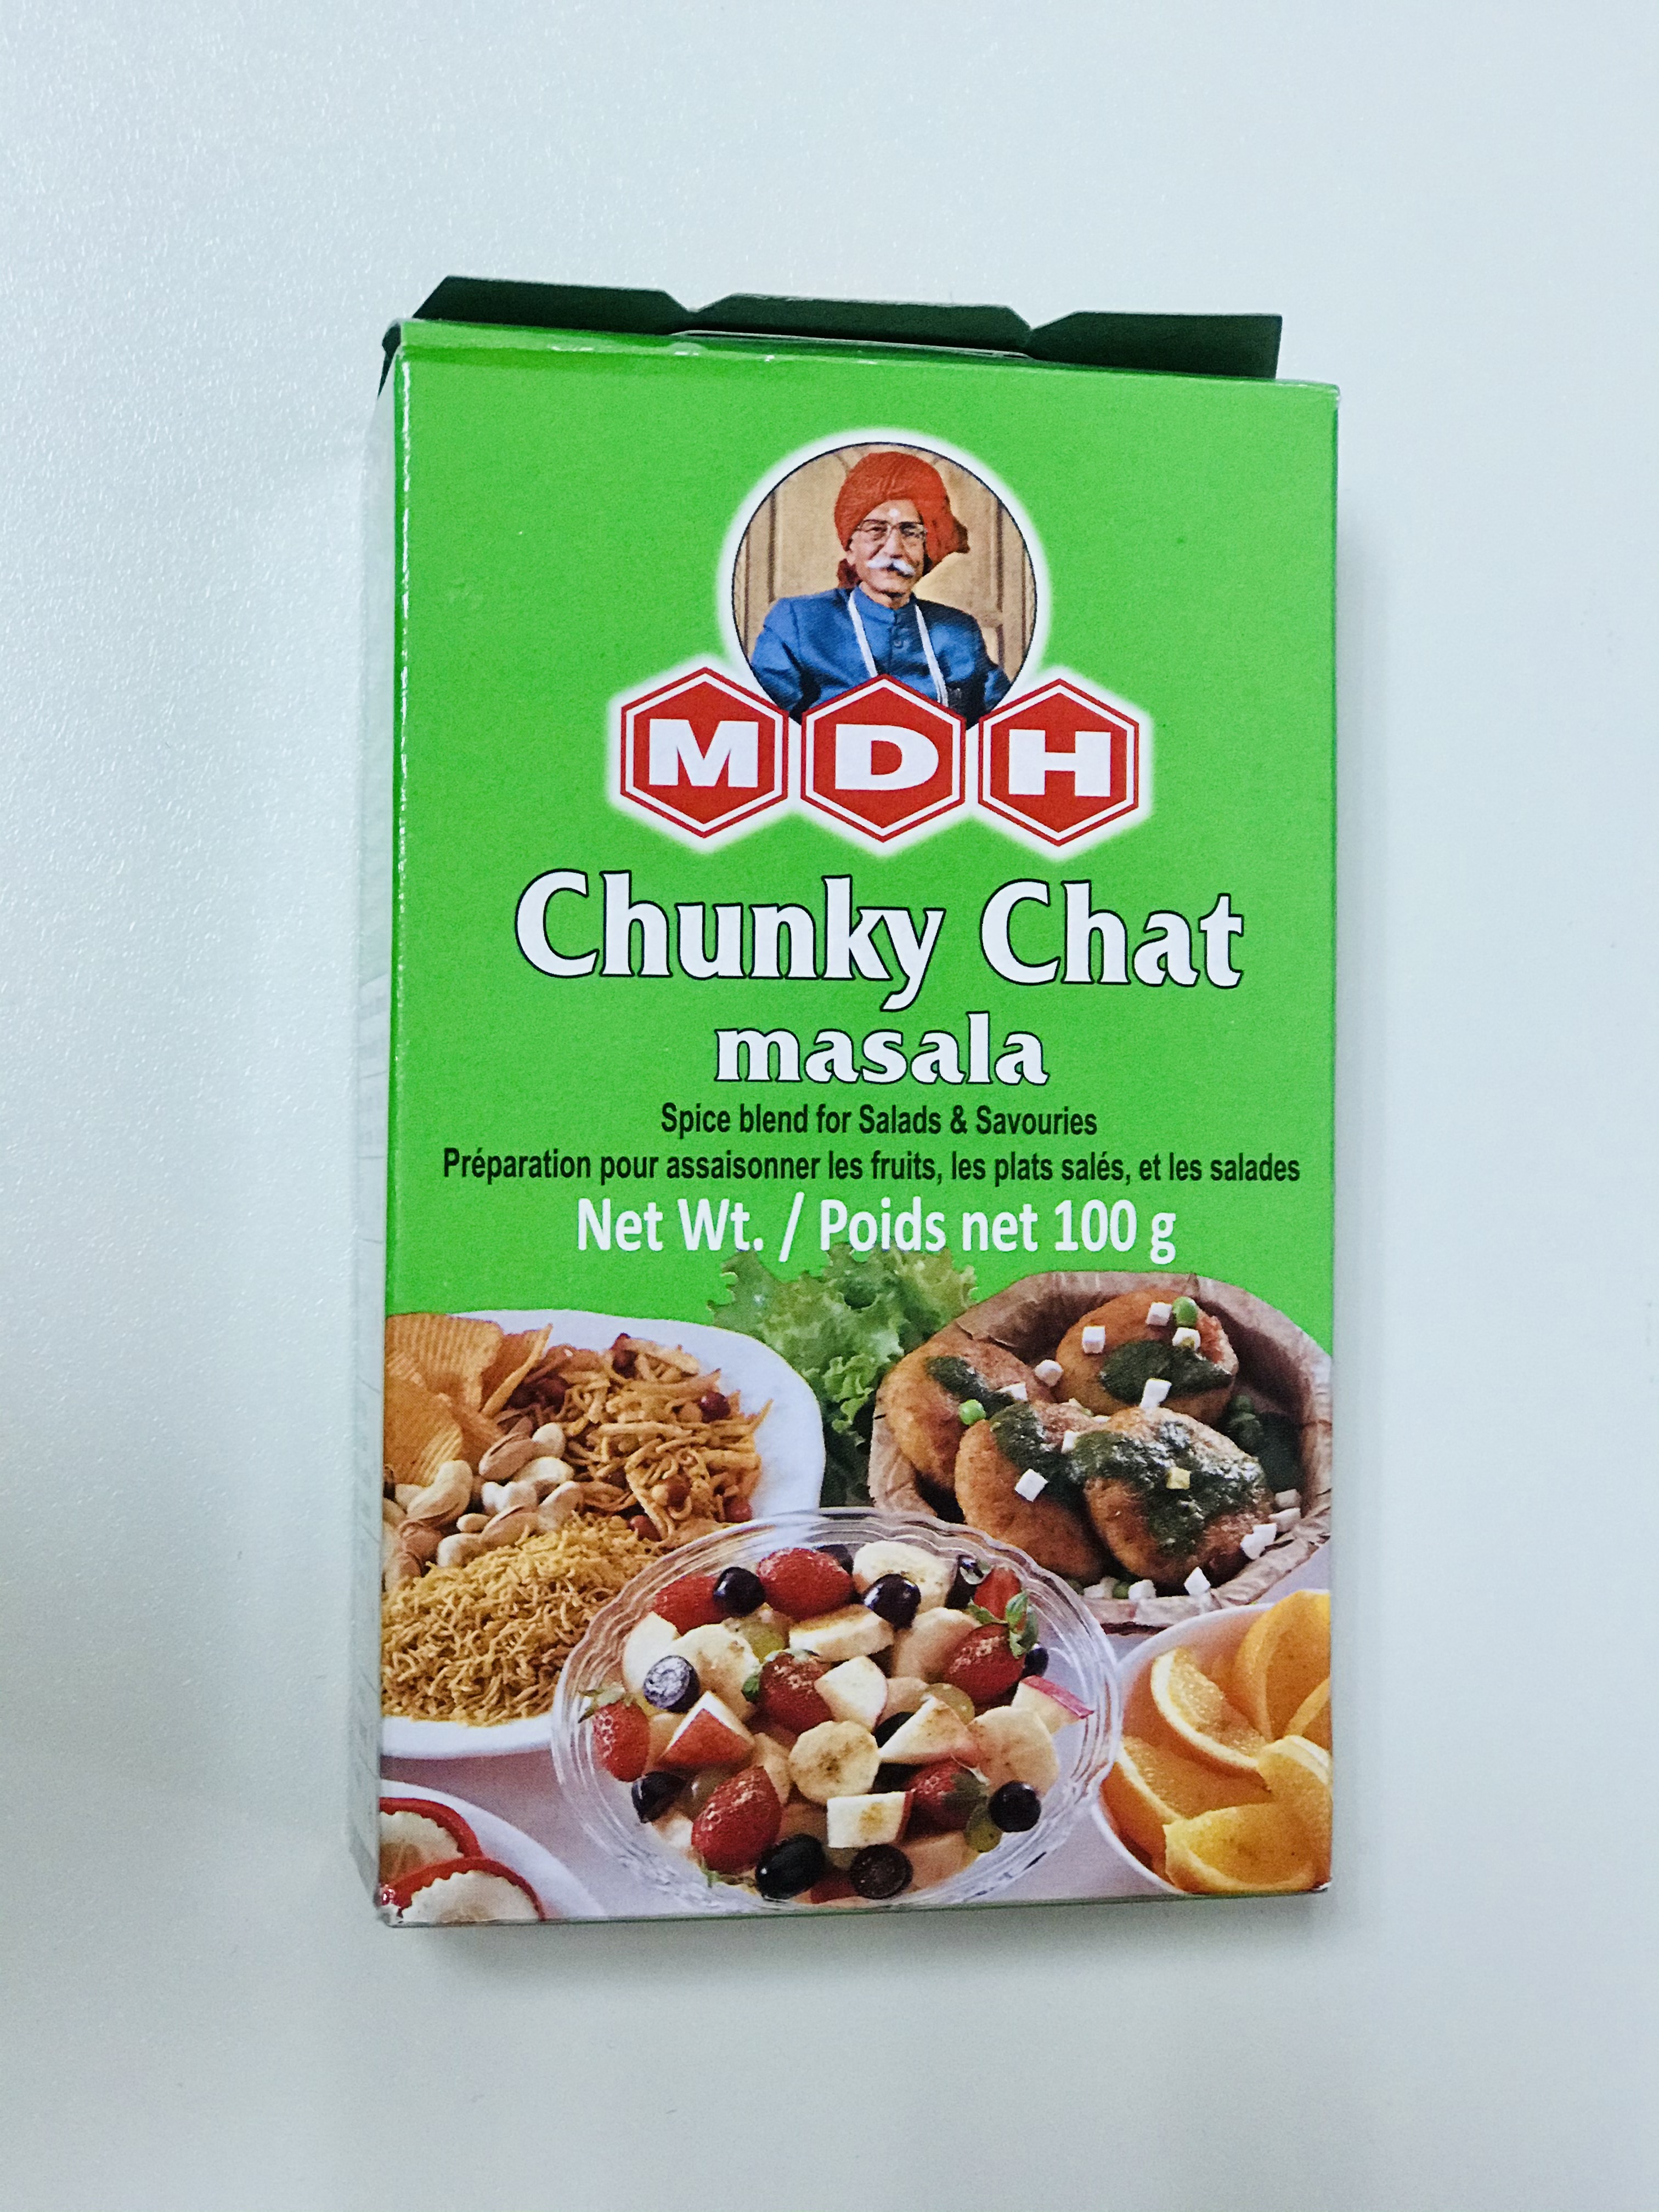 MDH
Chunky Chat
masala
Spice blend for Salads & Savouries
Préparation pour assaisonner les fruits, les plats salés, et les salades
Net Wt. / Poids net 100 g